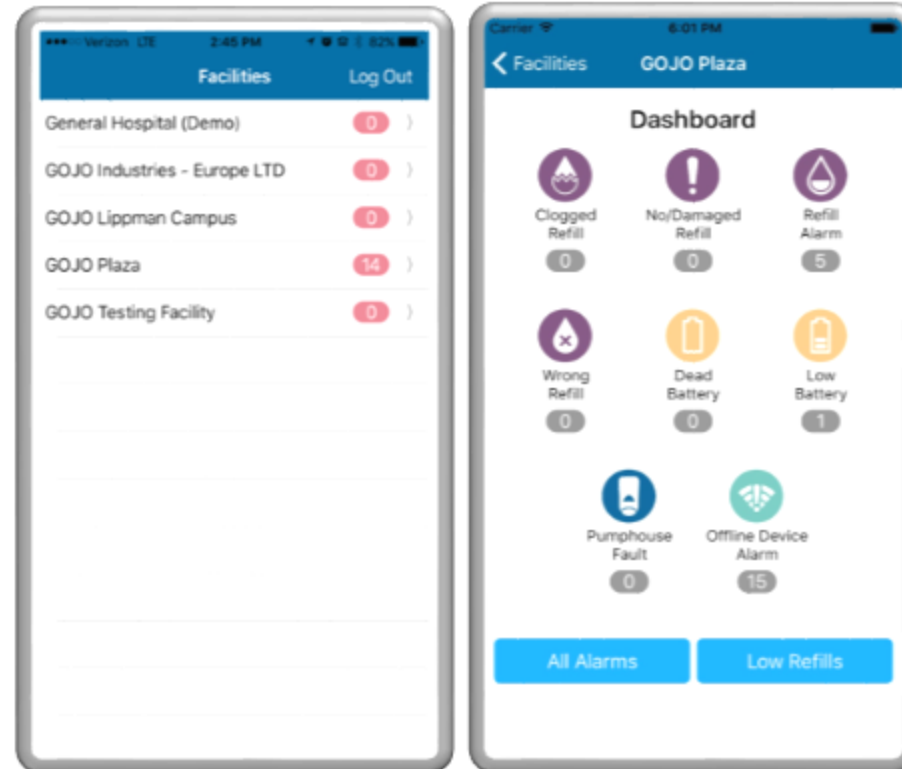 Verizon LTE 2:45 PM 82%
Facilities Log Out
General Hospital (Demo) 0
GOJO Industries - Europe LTD 0
GOJO Lippman Campus 0
GOJO Plaza 14
GOJO Testing Facility 0
Carrier 6:01 PM
Facilities GOJO Plaza
Dashboard
Clogged No/Damaged Refill
Refill Refill Alarm
0 0 5
Wrong Dead Low
Refill Battery Battery
0 0 1
Pumphouse Offline Device
Fault Alarm
0 15
All Alarms Low Refills